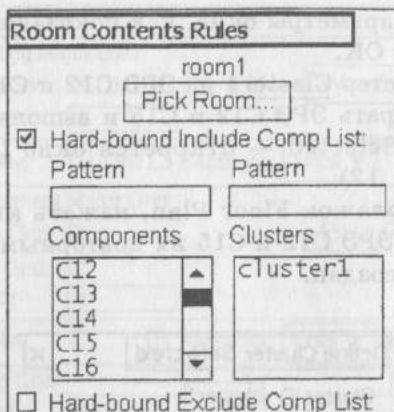 Room Contents Rules
room1
Pick Room...
Hard-bound Include Comp List:
Pattern Pattern
Components Clusters
C12 cluster1
C13
C14
C15
C16
Hard-bound Exclude Comp List: